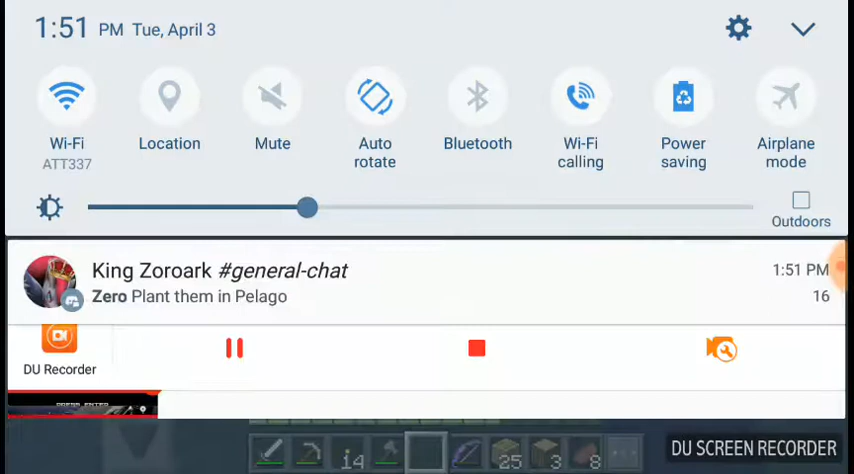 1:51 PM Tue, April 3
Wi-Fi
ATT337
Location
Mute
Auto
rotate
Bluetooth
Wi-Fi
calling
Power
saving
Airplane
mode
Outdoors
King Zoroark #general-chat 1:51 PM
Zero Plant them in Pelago 16
DU Recorder
PRESS ENTER
14
25
3
8
DU SCREEN RECORDER